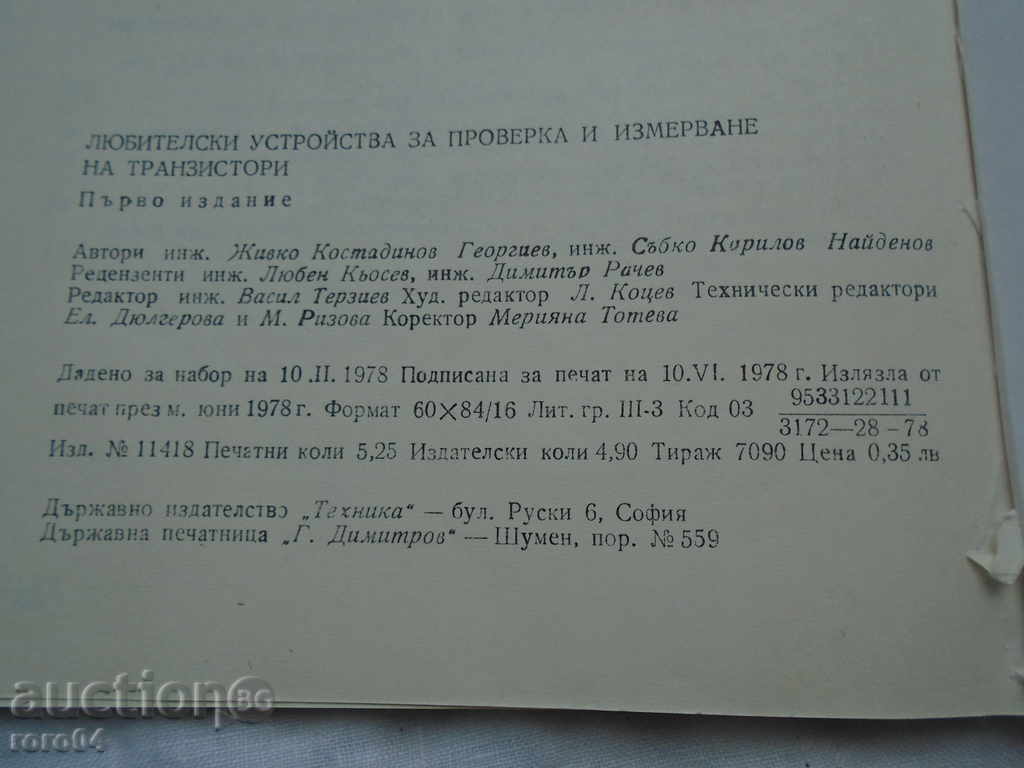 ЛЮБИТЕЛСКИ УСТРОЙСТВА ЗА ПРОВЕРКА И ИЗМЕРВАНЕ
НА ТРАНЗИСТОРИ
Първо издание
Автори инж. Живко Костадинов Георгиев, инж. Събко Кирилов Найденов
Рецензенти инж. Любен Кьосев, инж. Димитър Рачев
Редактор инж. Васил Терзиев Худ. редактор Л. Коцев Технически редактори
Ел. Дюлгерова и М. Ризова Коректор Мерияна Тотева
Дадено за набор на 10.II.1978 Подписана за печат на 10.VI. 1978 г. Излязла от
печат през м. юни 1978 г. Формат 60×84/16 Лит. гр. III-3 Код 03 9533122111
3172—28-78
Изд. № 11418 Печатни коли 5,25 Издателски коли 4,90 Тираж 7090 Цена 0,35 лв
Държавно издателство „Техника“ — бул. Руски 6, София
Държавна печатница „Г. Димитров“ — Шумен, пор. № 559
auctionBG
roro04